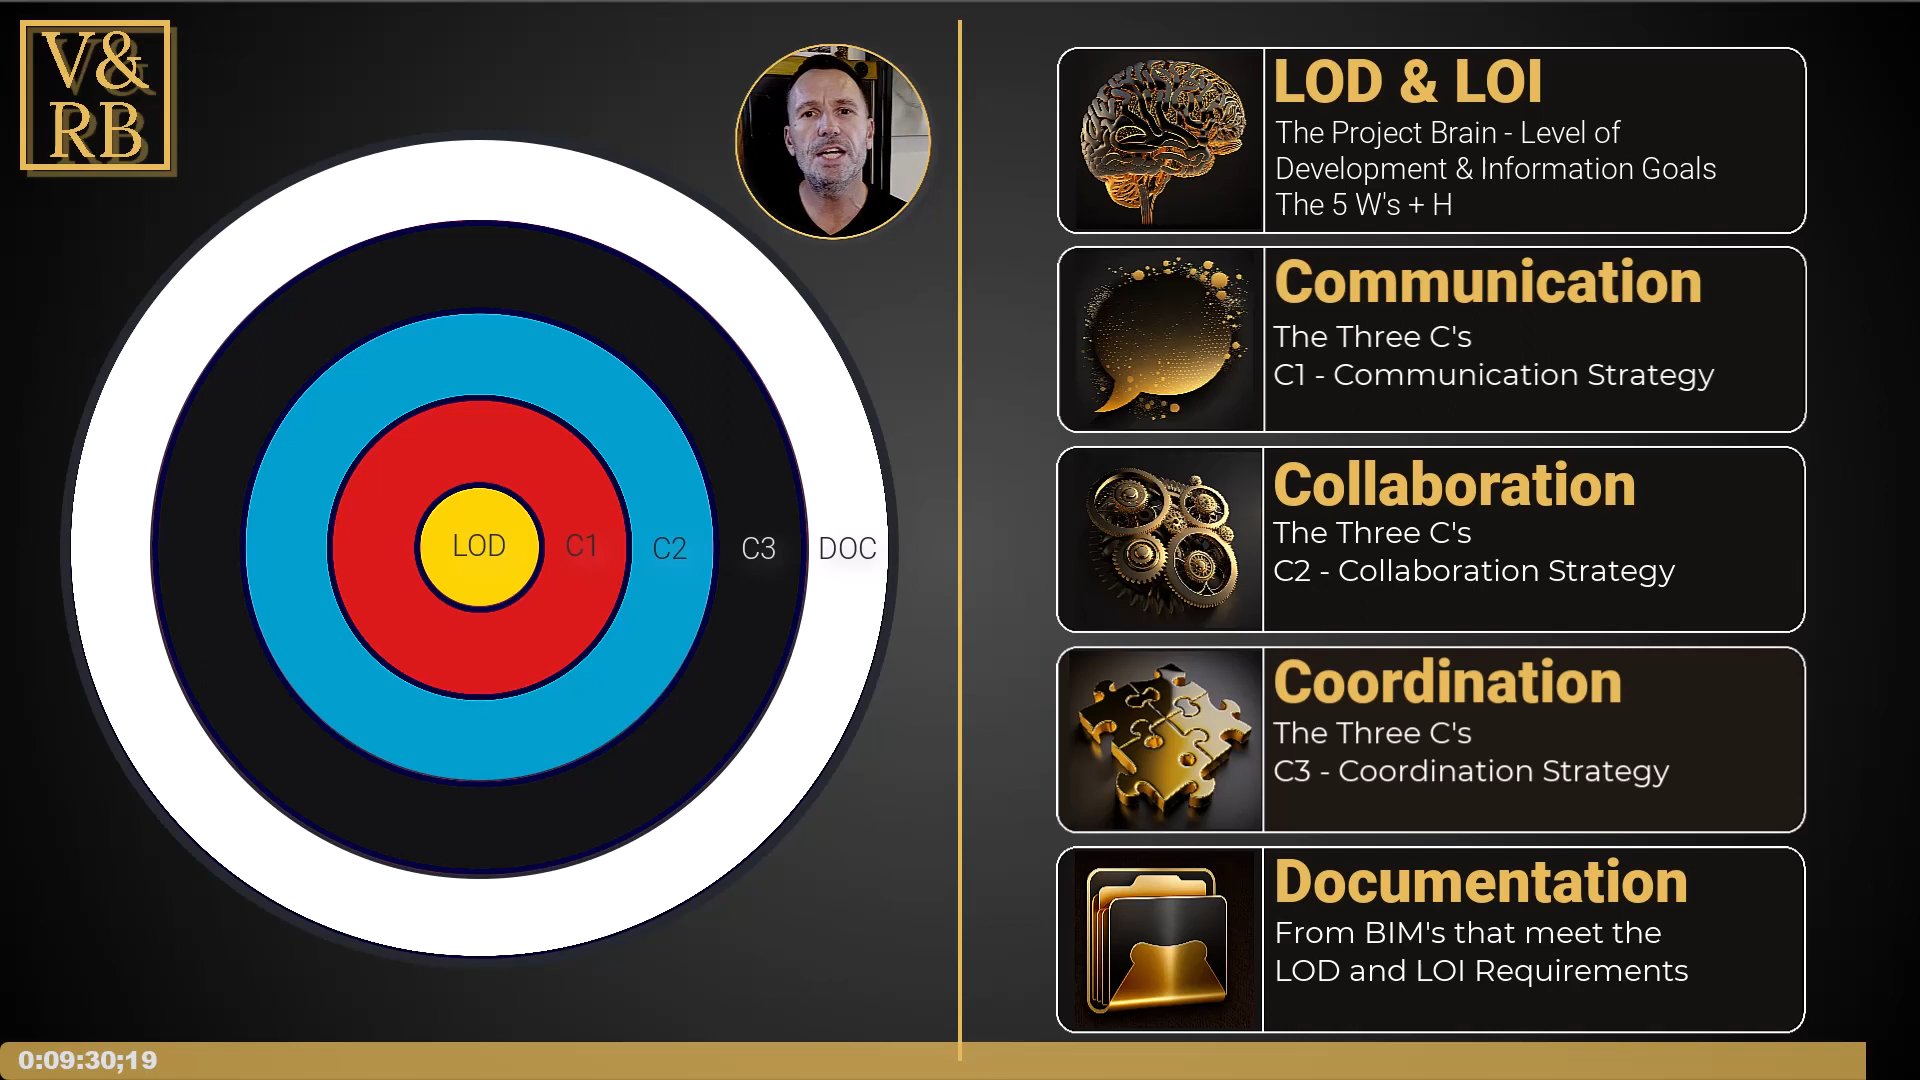 V&
RB
LOD
C1
C2
C3
DOC
LOD & LOI
The Project Brain - Level of
Development & Information Goals
The 5 W's + H
Communication
The Three C's
C1 - Communication Strategy
Collaboration
The Three C's
C2 - Collaboration Strategy
Coordination
The Three C's
C3 - Coordination Strategy
Documentation
From BIM's that meet the
LOD and LOI Requirements
0:09:30;19